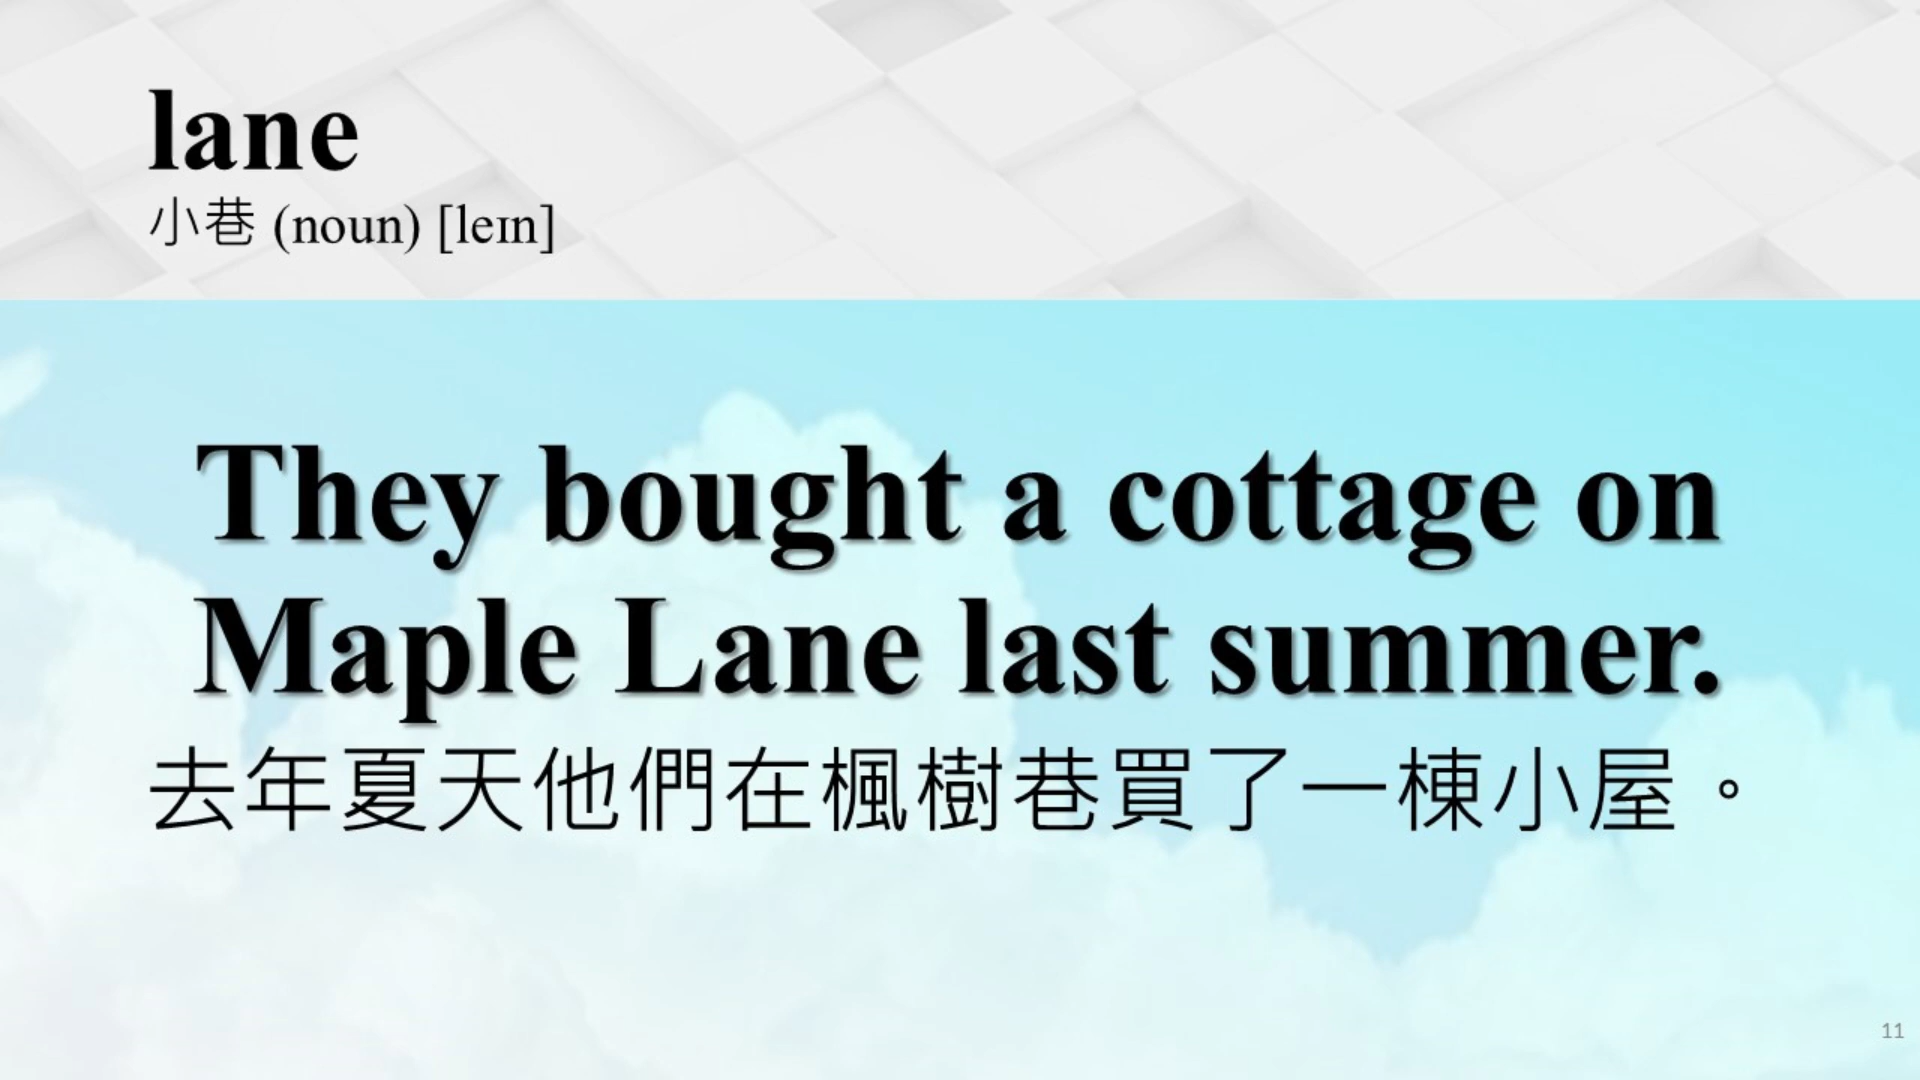 lane
小巷 (noun) [leɪn]
They bought a cottage on
Maple Lane last summer.
去年夏天他們在楓樹巷買了一棟小屋。
11